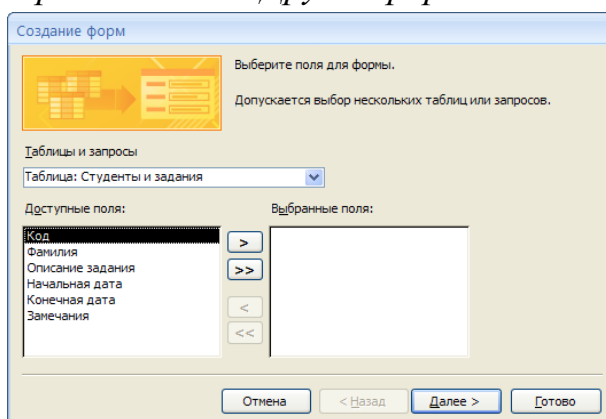 Создание форм
Выберите поля для формы.
Допускается выбор нескольких таблиц или запросов.
Таблицы и запросы
Таблица: Студенты и задания
Доступные поля:
Выбранные поля:
Код
Фамилия
Описание задания
Начальная дата
Конечная дата
Замечания
>
>>
<
<<
Отмена
< Назад
Далее >
Готово